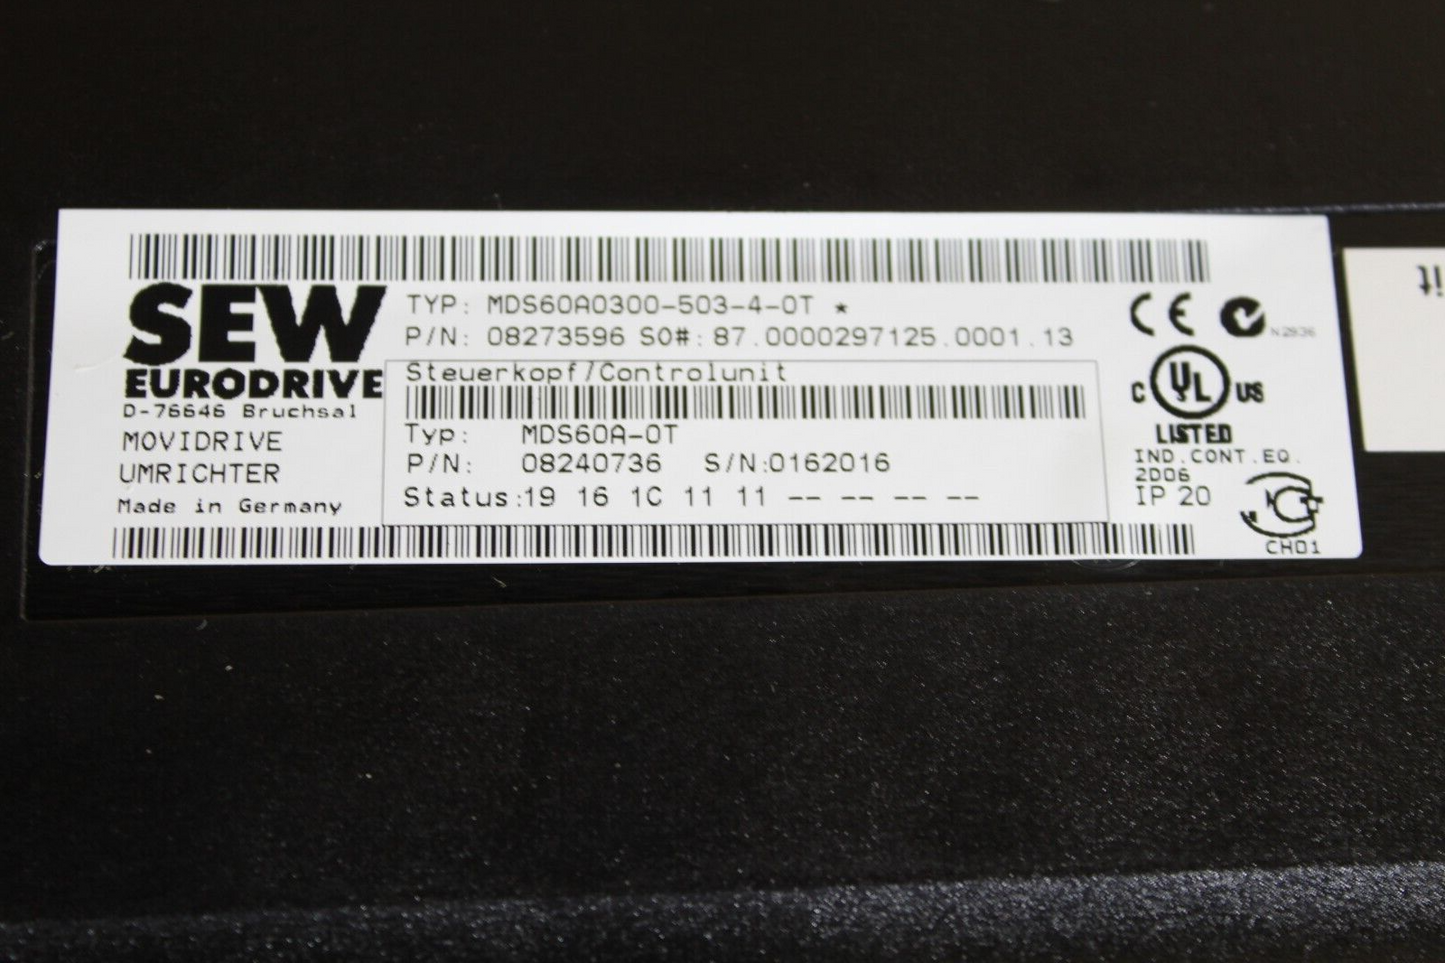 SEW
EURODRIVE
D-76646 Bruchsal
MOVIDRIVE
UMRICHTER
Made in Germany
TYP: MDS60A0300-503-4-0T *
P/N: 08273596 SO#: 87.0000297125.0001.13
Steuerkopf/Controlunit
Typ: MDS60A-0T
P/N: 08240736 S/N:0162016
Status:19 16 1C 11 11 -- -- -- --
CE
N2936
C UL US
LISTED
IND.CONT.EQ.
2D06
IP 20
CH01